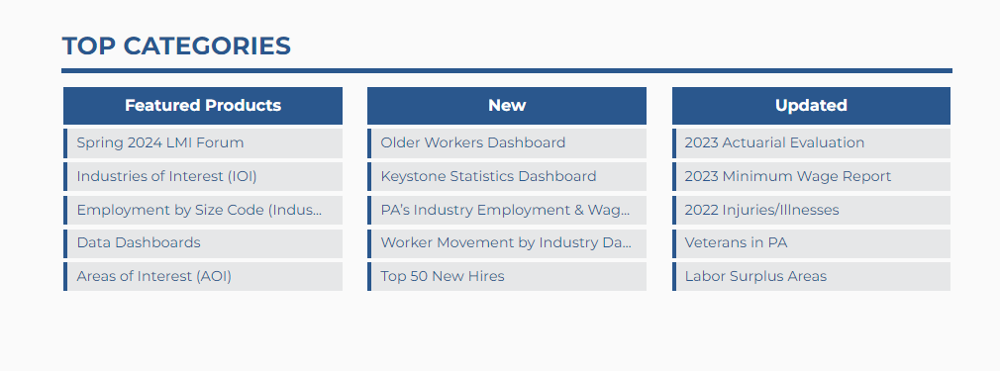 TOP CATEGORIES
Featured Products
Spring 2024 LMI Forum
Industries of Interest (IOI)
Employment by Size Code (Indus...
Data Dashboards
Areas of Interest (AOI)
New
Older Workers Dashboard
Keystone Statistics Dashboard
PA’s Industry Employment & Wag...
Worker Movement by Industry Da...
Top 50 New Hires
Updated
2023 Actuarial Evaluation
2023 Minimum Wage Report
2022 Injuries/Illnesses
Veterans in PA
Labor Surplus Areas